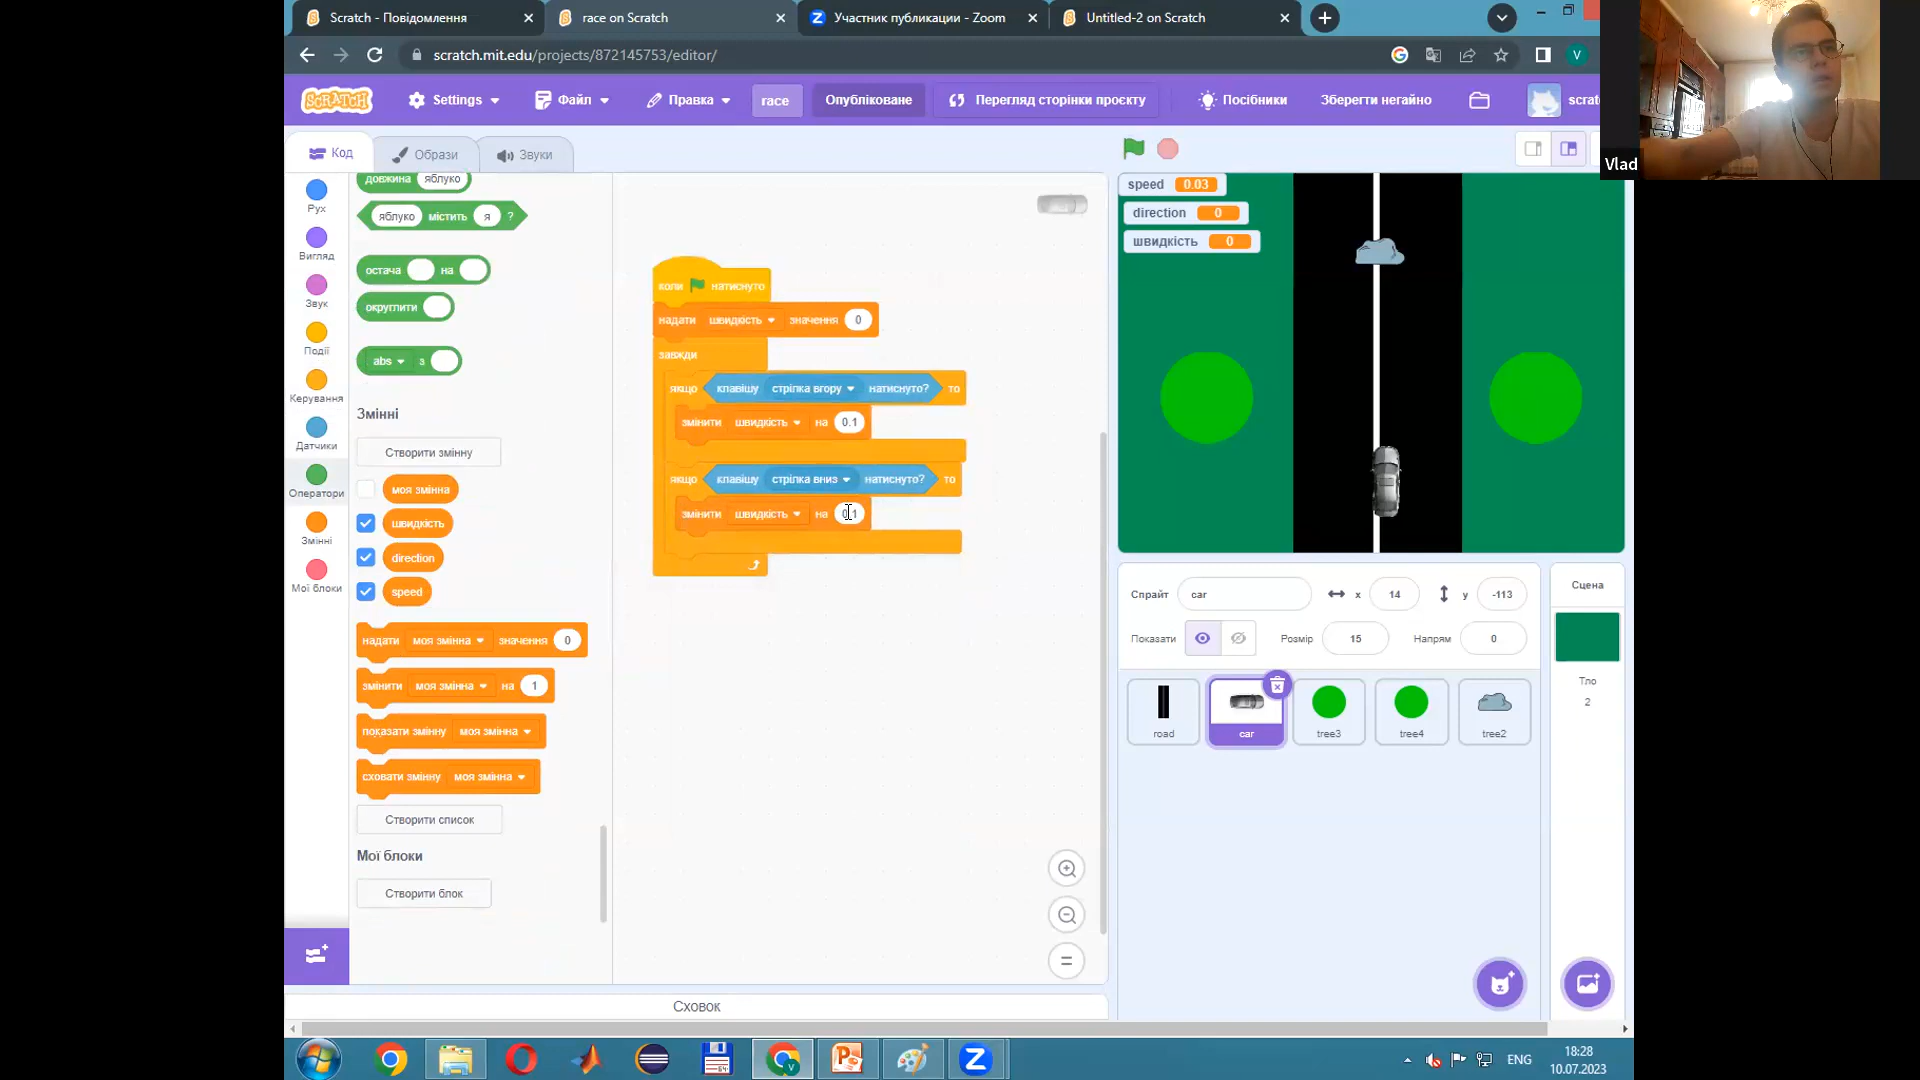 Scratch - Повідомлення
race on Scratch
Участник публикации - Zoom
Untitled-2 on Scratch
scratch.mit.edu/projects/872145753/editor/
V
SCRATCH
Settings
Файл
Правка
race
Опубліковане
Перегляд сторінки проєкту
Посібники
Зберегти негайно
scrat
Vlad
Код
Образи
Звуки
Рух
Вигляд
Звук
Події
Керування
Датчики
Оператори
Змінні
Мої блоки
довжина яблуко
яблуко містить я ?
остача на
округлити
abs з
Змінні
Створити змінну
моя змінна
швидкість
direction
speed
надати моя змінна значення 0
змінити моя змінна на 1
показати змінну моя змінна
сховати змінну моя змінна
Створити список
Мої блоки
Створити блок
коли натиснуто
надати швидкість значення 0
завжди
якщо клавішу стрілка вгору натиснуто? то
змінити швидкість на 0.1
якщо клавішу стрілка вниз натиснуто? то
змінити швидкість на 0.1
Сховок
speed 0.03
direction 0
швидкість 0
Спрайт car x 14 y -113
Показати Розмір 15 Напрям 0
road
car
tree3
tree4
tree2
Сцена
Тло
2
64
ENG
18:28
10.07.2023